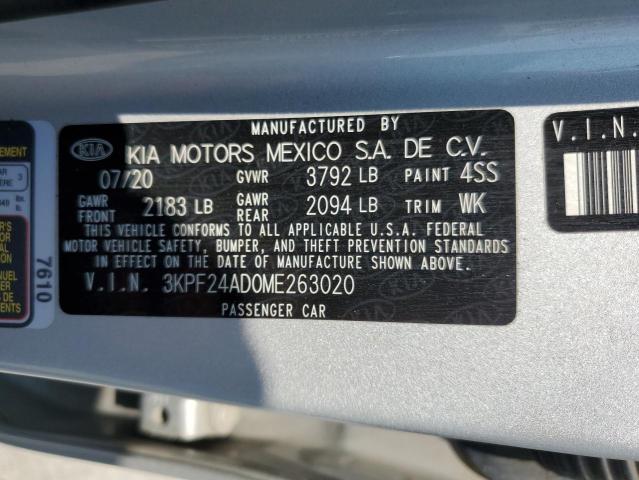 MANUFACTURED BY
KIA KIA MOTORS MEXICO S.A. DE C.V.
07/20 GVWR 3792 LB PAINT 4SS
GAWR FRONT 2183 LB GAWR REAR 2094 LB TRIM WK
THIS VEHICLE CONFORMS TO ALL APPLICABLE U.S.A. FEDERAL
MOTOR VEHICLE SAFETY, BUMPER, AND THEFT PREVENTION STANDARDS
IN EFFECT ON THE DATE OF MANUFACTURE SHOWN ABOVE.
V.I.N. 3KPF24AD0ME263020
PASSENGER CAR
7610
V.I.N.